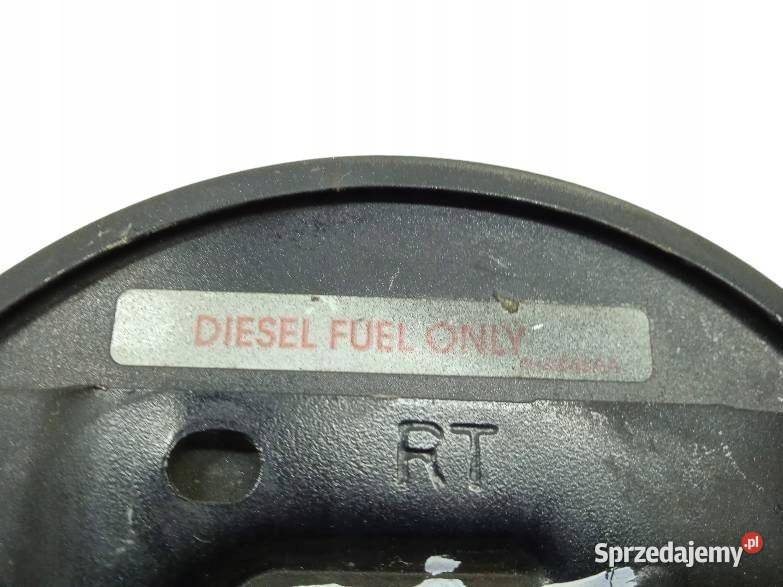 DIESEL FUEL ONLY
RT
Sprzedajemy.pl